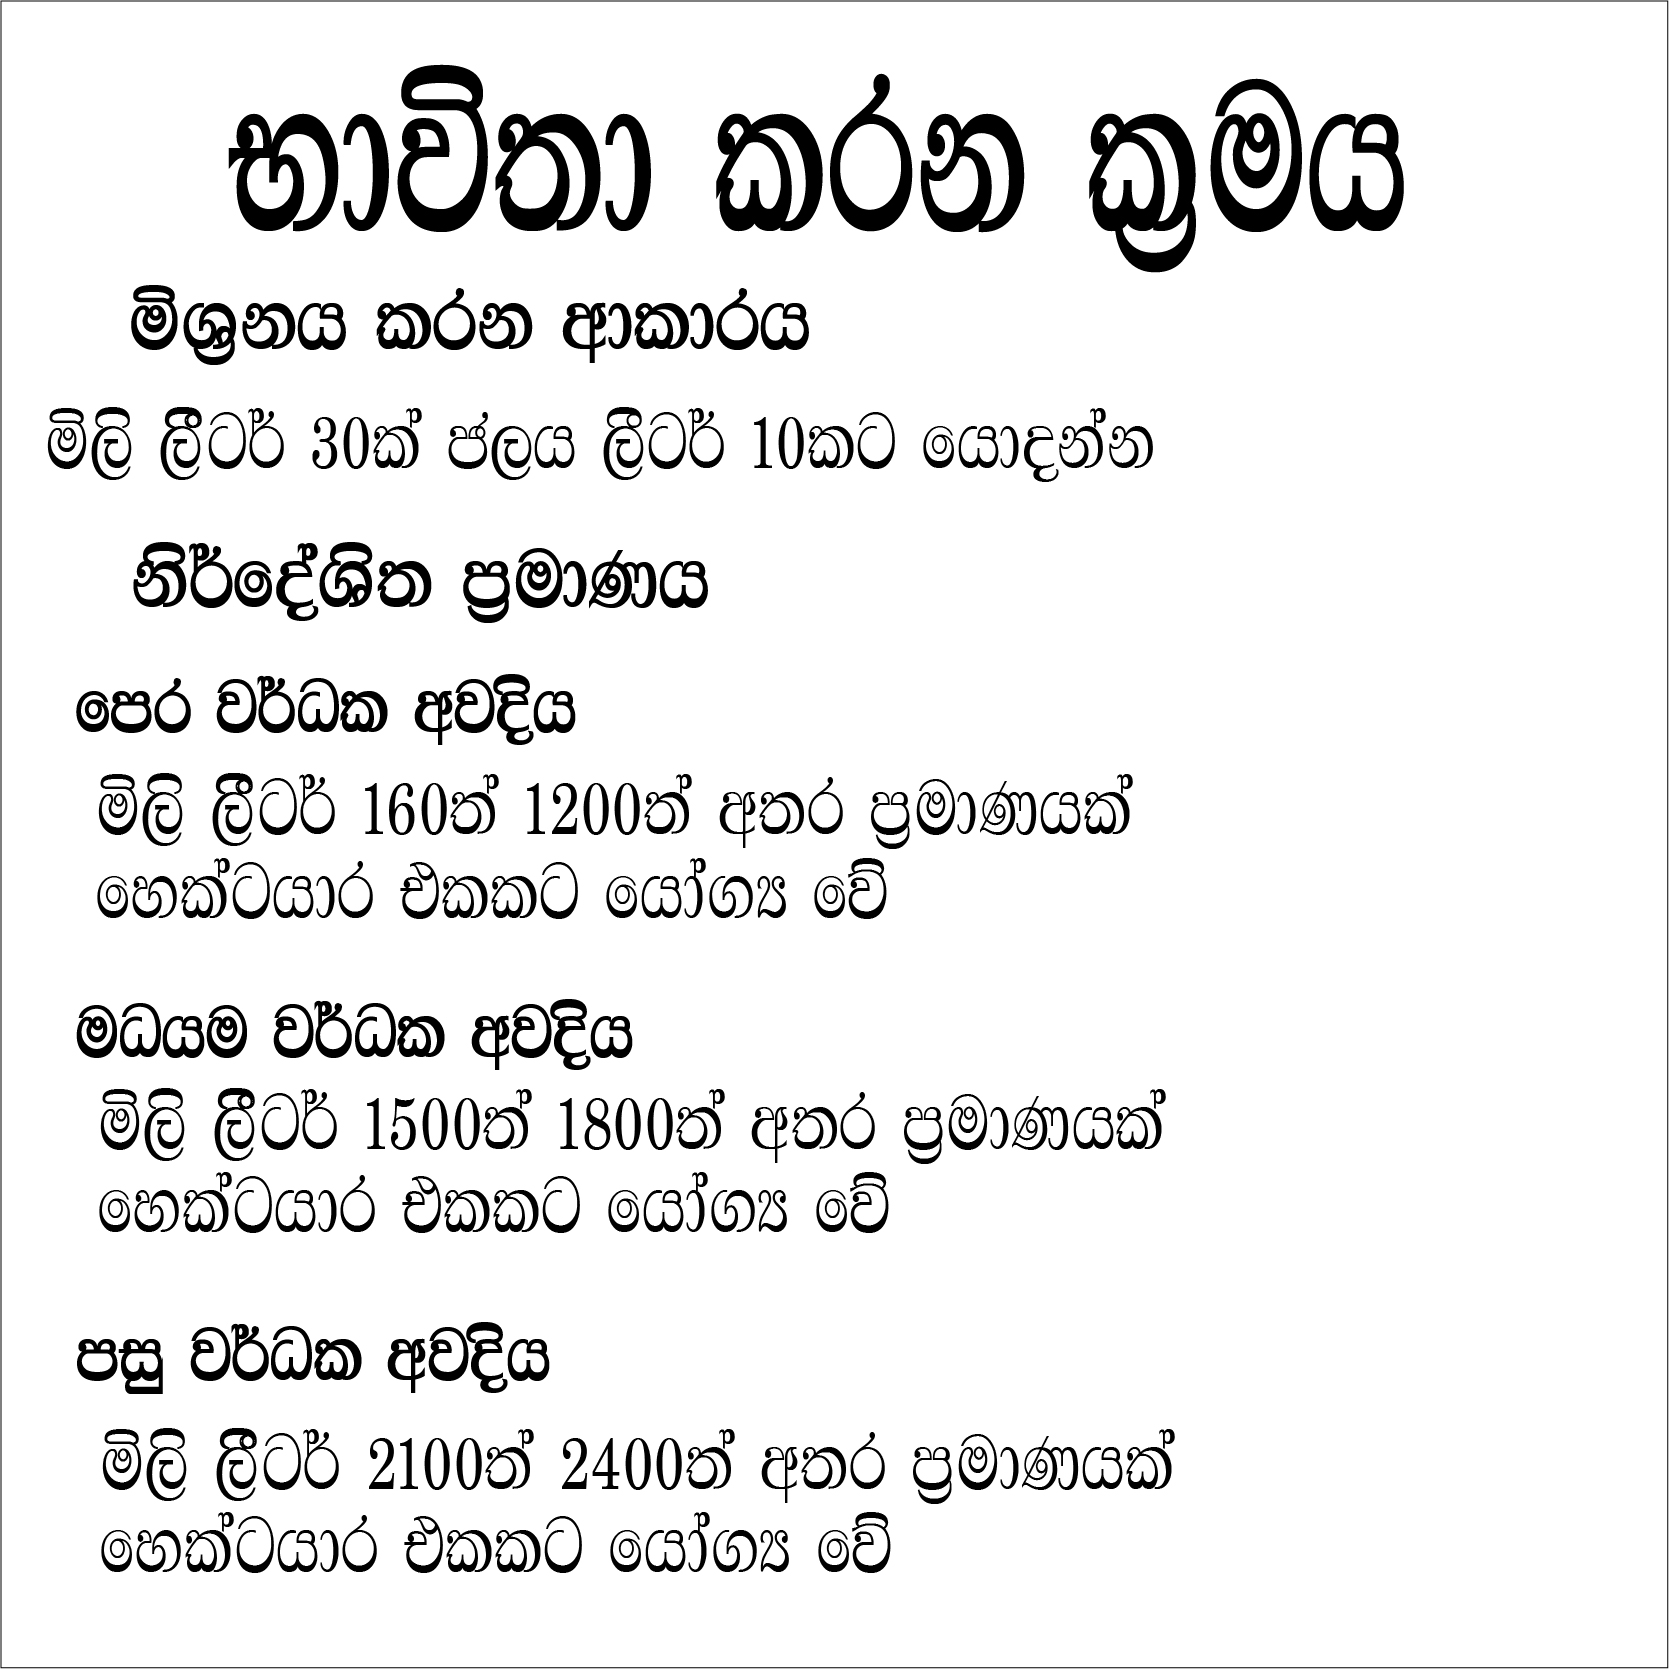 භාවිතා කරන ක්‍රමය
මිශ්‍රනය කරන ආකාරය
මිලි ලීටර් 30ක් ජලය ලීටර් 10කට යොදන්න
නිර්දේශිත ප්‍රමාණය
පෙර වර්ධක අවදිය
මිලි ලීටර් 160ත් 1200ත් අතර ප්‍රමාණයක්
හෙක්ටයාර එකකට යෝග්‍ය වේ
මධයම වර්ධක අවදිය
මිලි ලීටර් 1500ත් 1800ත් අතර ප්‍රමාණයක්
හෙක්ටයාර එකකට යෝග්‍ය වේ
පසු වර්ධක අවදිය
මිලි ලීටර් 2100ත් 2400ත් අතර ප්‍රමාණයක්
හෙක්ටයාර එකකට යෝග්‍ය වේ